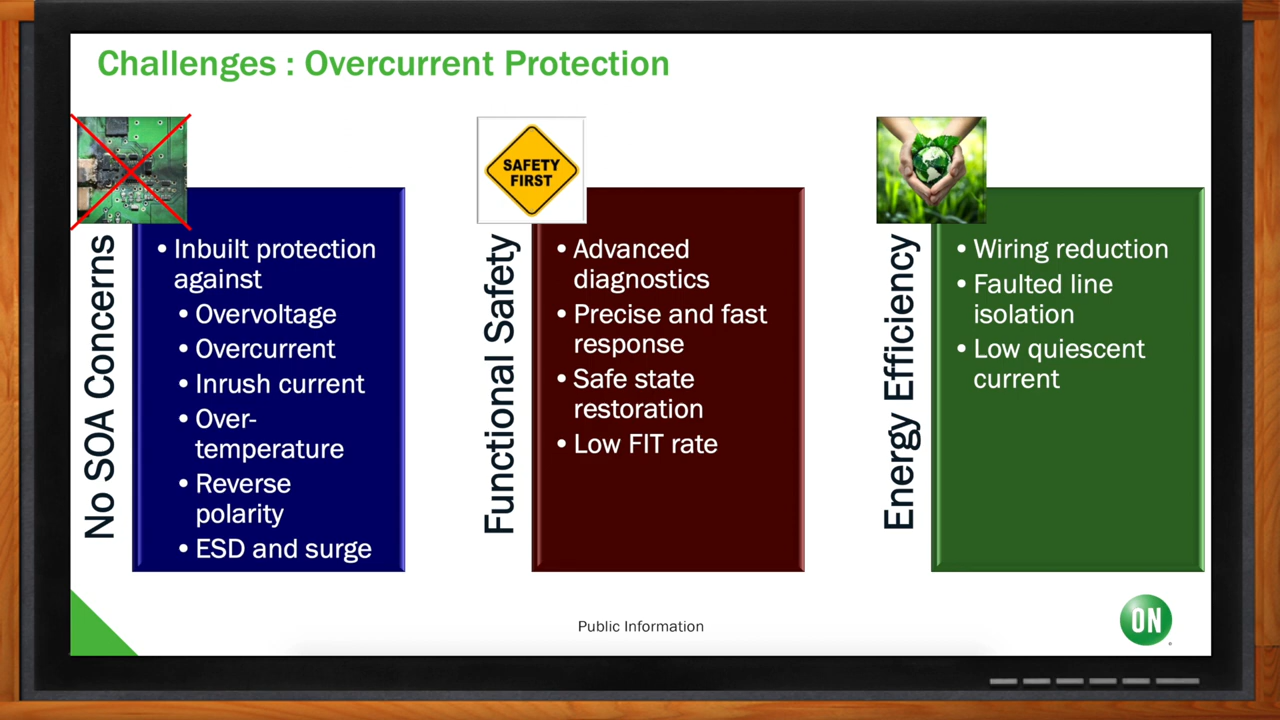 Challenges : Overcurrent Protection
No SOA Concerns
• Inbuilt protection
against
• Overvoltage
• Overcurrent
• Inrush current
• Over-
temperature
• Reverse
polarity
• ESD and surge
SAFETY
FIRST
Functional Safety
• Advanced
diagnostics
• Precise and fast
response
• Safe state
restoration
• Low FIT rate
Energy Efficiency
• Wiring reduction
• Faulted line
isolation
• Low quiescent
current
Public Information
ON